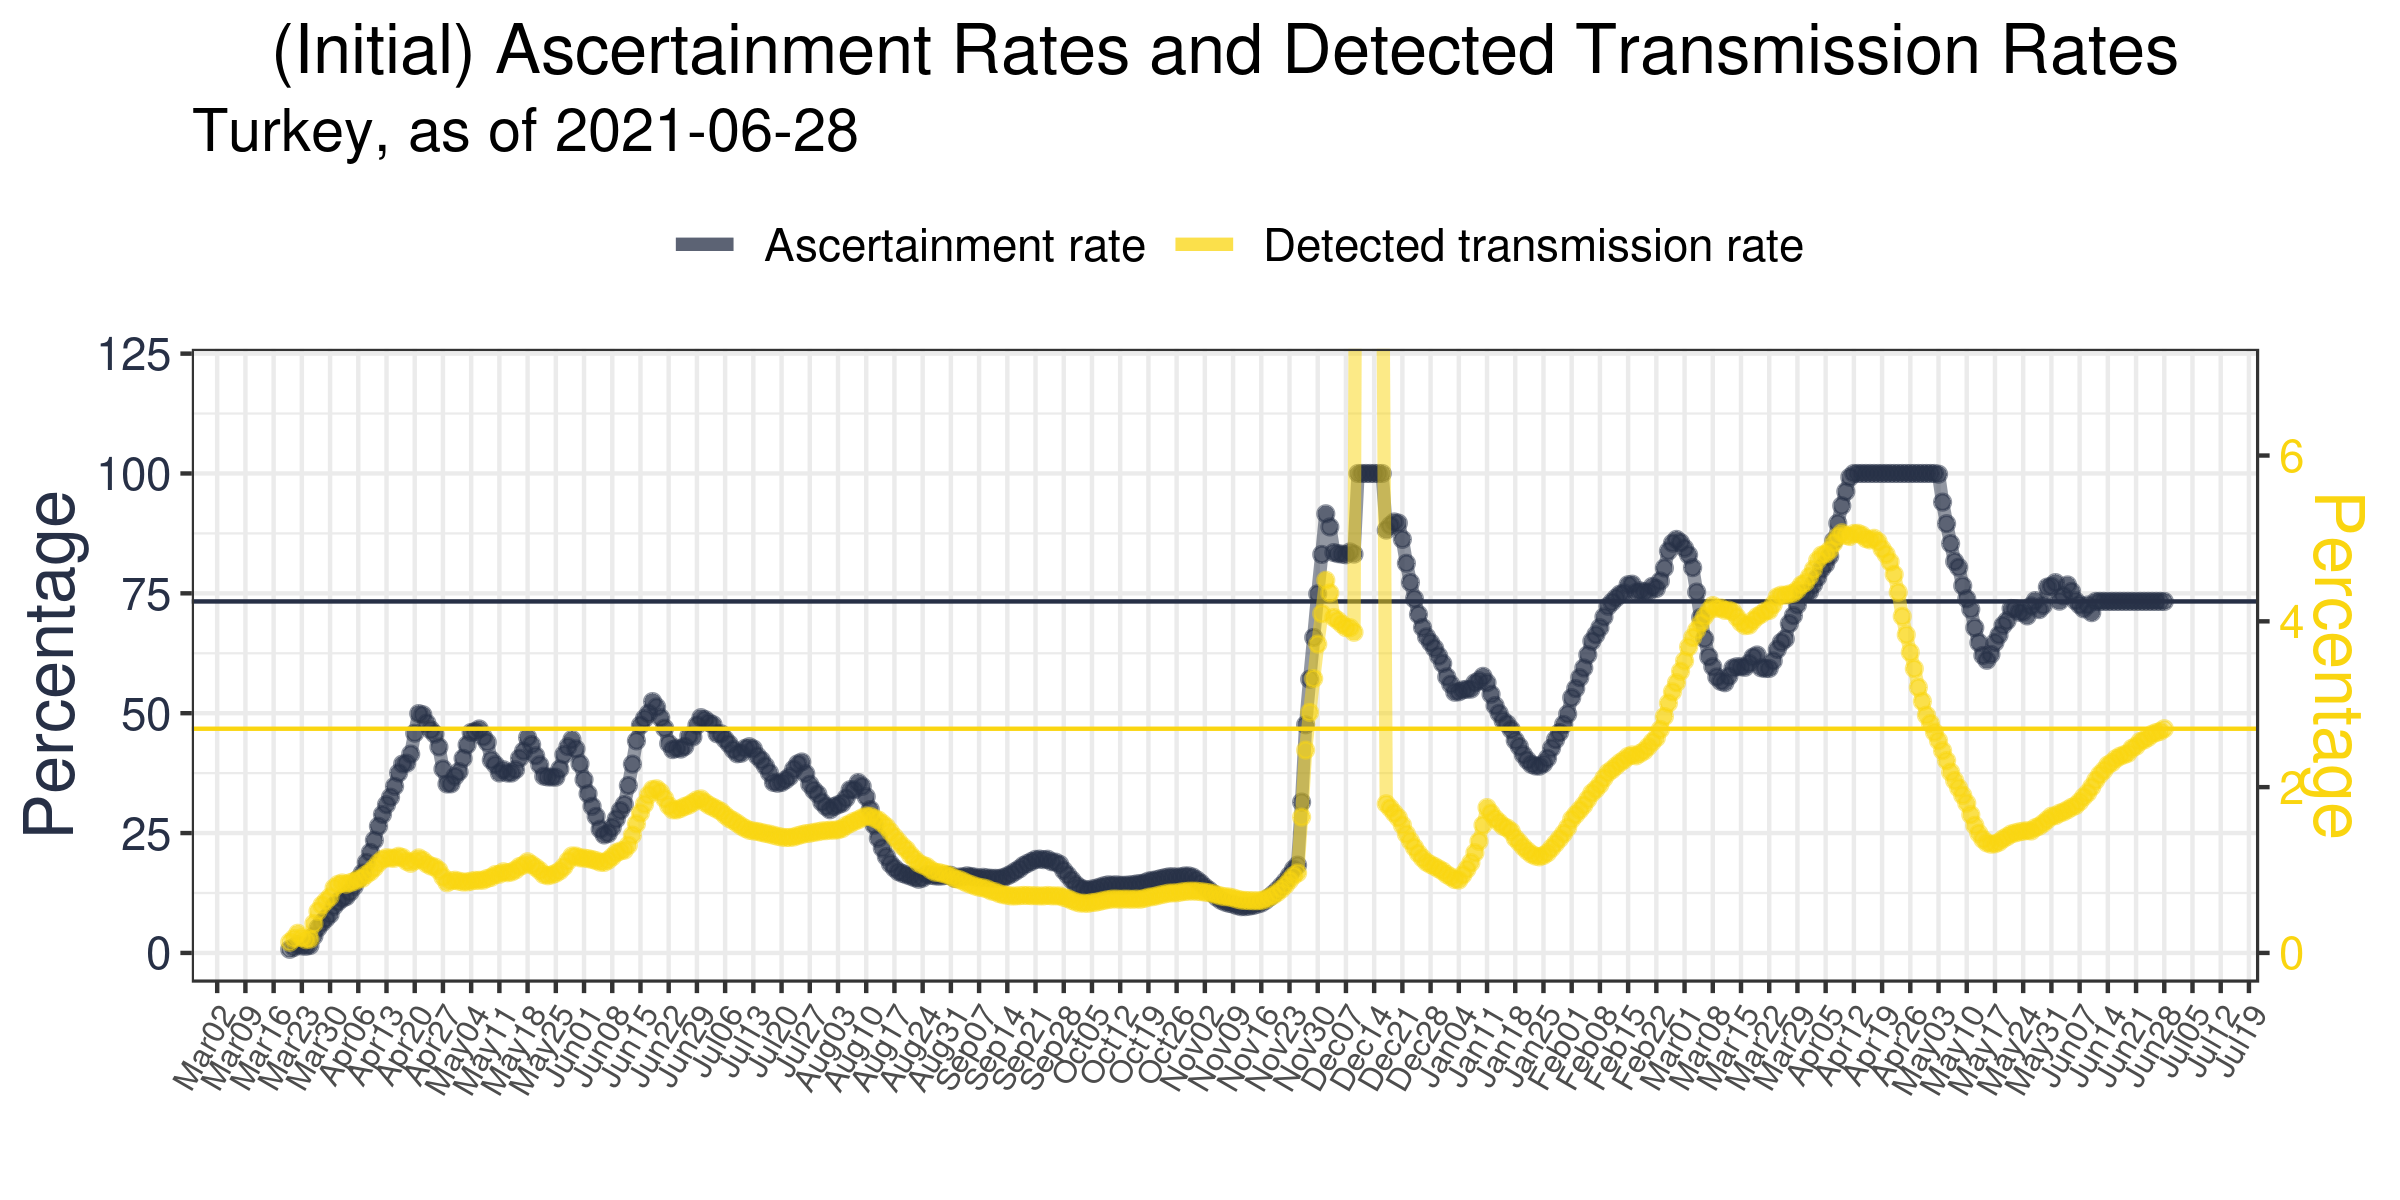 (Initial) Ascertainment Rates and Detected Transmission Rates
Turkey, as of 2021-06-28
Ascertainment rate
Detected transmission rate
Percentage
125
100
75
50
25
0
6
4
2
0
Percentage
Mar02
Mar09
Mar16
Mar23
Mar30
Apr06
Apr13
Apr20
Apr27
May04
May11
May18
May25
Jun01
Jun08
Jun15
Jun22
Jun29
Jul06
Jul13
Jul20
Jul27
Aug03
Aug10
Aug17
Aug24
Aug31
Sep07
Sep14
Sep21
Sep28
Oct05
Oct12
Oct19
Oct26
Nov02
Nov09
Nov16
Nov23
Nov30
Dec07
Dec14
Dec21
Dec28
Jan04
Jan11
Jan18
Jan25
Feb01
Feb08
Feb15
Feb22
Mar01
Mar08
Mar15
Mar22
Mar29
Apr05
Apr12
Apr19
Apr26
May03
May10
May17
May24
May31
Jun07
Jun14
Jun21
Jun28
Jul05
Jul12
Jul19